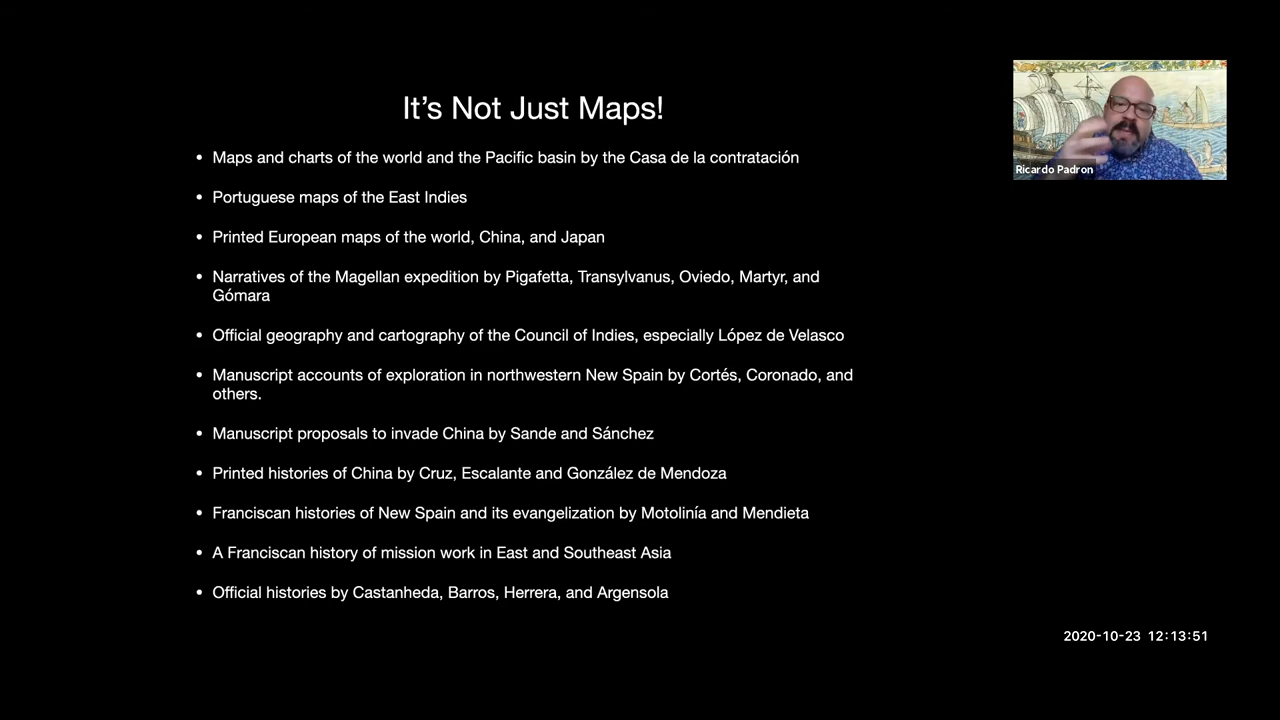 It's Not Just Maps!
• Maps and charts of the world and the Pacific basin by the Casa de la contratación
• Portuguese maps of the East Indies
• Printed European maps of the world, China, and Japan
• Narratives of the Magellan expedition by Pigafetta, Transylvanus, Oviedo, Martyr, and
Gómara
• Official geography and cartography of the Council of Indies, especially López de Velasco
• Manuscript accounts of exploration in northwestern New Spain by Cortés, Coronado, and
others.
• Manuscript proposals to invade China by Sande and Sánchez
• Printed histories of China by Cruz, Escalante and González de Mendoza
• Franciscan histories of New Spain and its evangelization by Motolinía and Mendieta
• A Franciscan history of mission work in East and Southeast Asia
• Official histories by Castanheda, Barros, Herrera, and Argensola
Ricardo Padron
2020-10-23 12:13:51